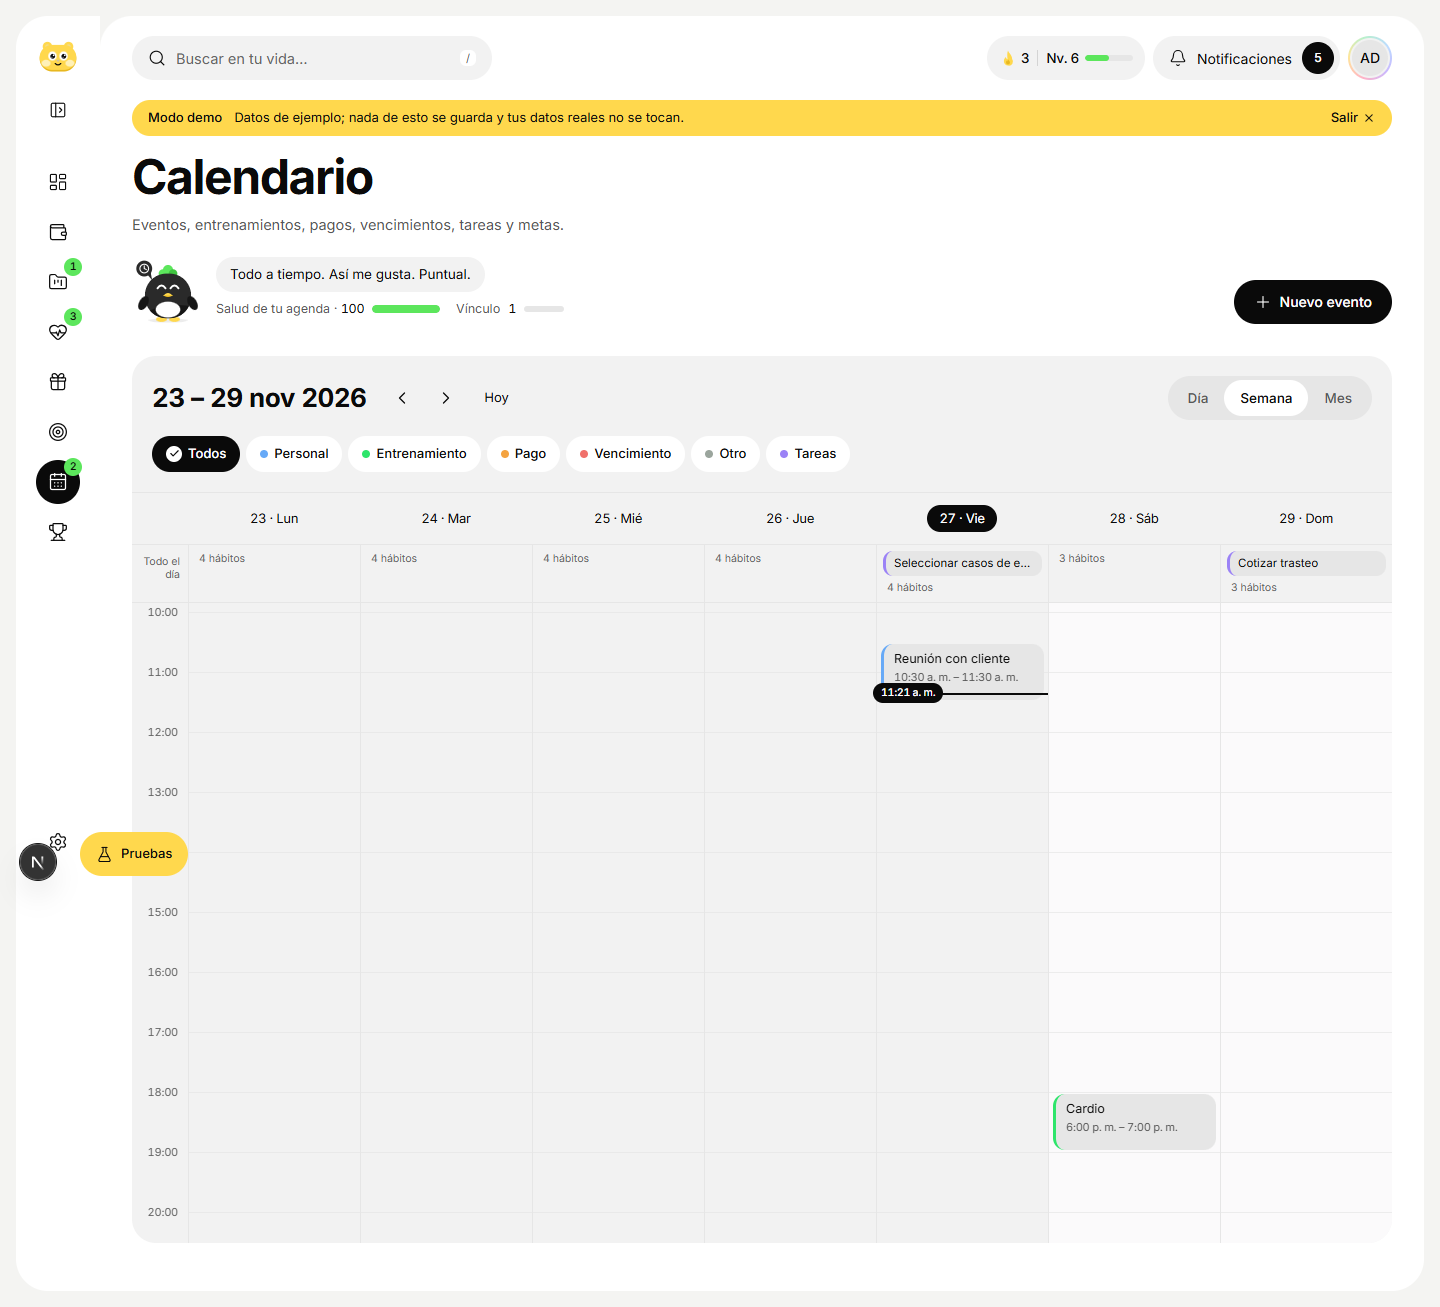 Buscar en tu vida...
/
3
Nv. 6
Notificaciones
5
AD
Modo demo Datos de ejemplo; nada de esto se guarda y tus datos reales no se tocan.
Salir
Calendario
Eventos, entrenamientos, pagos, vencimientos, tareas y metas.
Todo a tiempo. Así me gusta. Puntual.
Salud de tu agenda · 100
Vínculo 1
Nuevo evento
1
3
2
23 – 29 nov 2026
Hoy
Día
Semana
Mes
Todos
Personal
Entrenamiento
Pago
Vencimiento
Otro
Tareas
23 · Lun
24 · Mar
25 · Mié
26 · Jue
27 · Vie
28 · Sáb
29 · Dom
Todo el
día
4 hábitos
4 hábitos
4 hábitos
4 hábitos
Seleccionar casos de e...
4 hábitos
3 hábitos
Cotizar trasteo
3 hábitos
10:00
Reunión con cliente
11:00
10:30 a. m. – 11:30 a. m.
11:21 a. m.
12:00
13:00
N
Pruebas
15:00
16:00
17:00
18:00
Cardio
6:00 p. m. – 7:00 p. m.
19:00
20:00